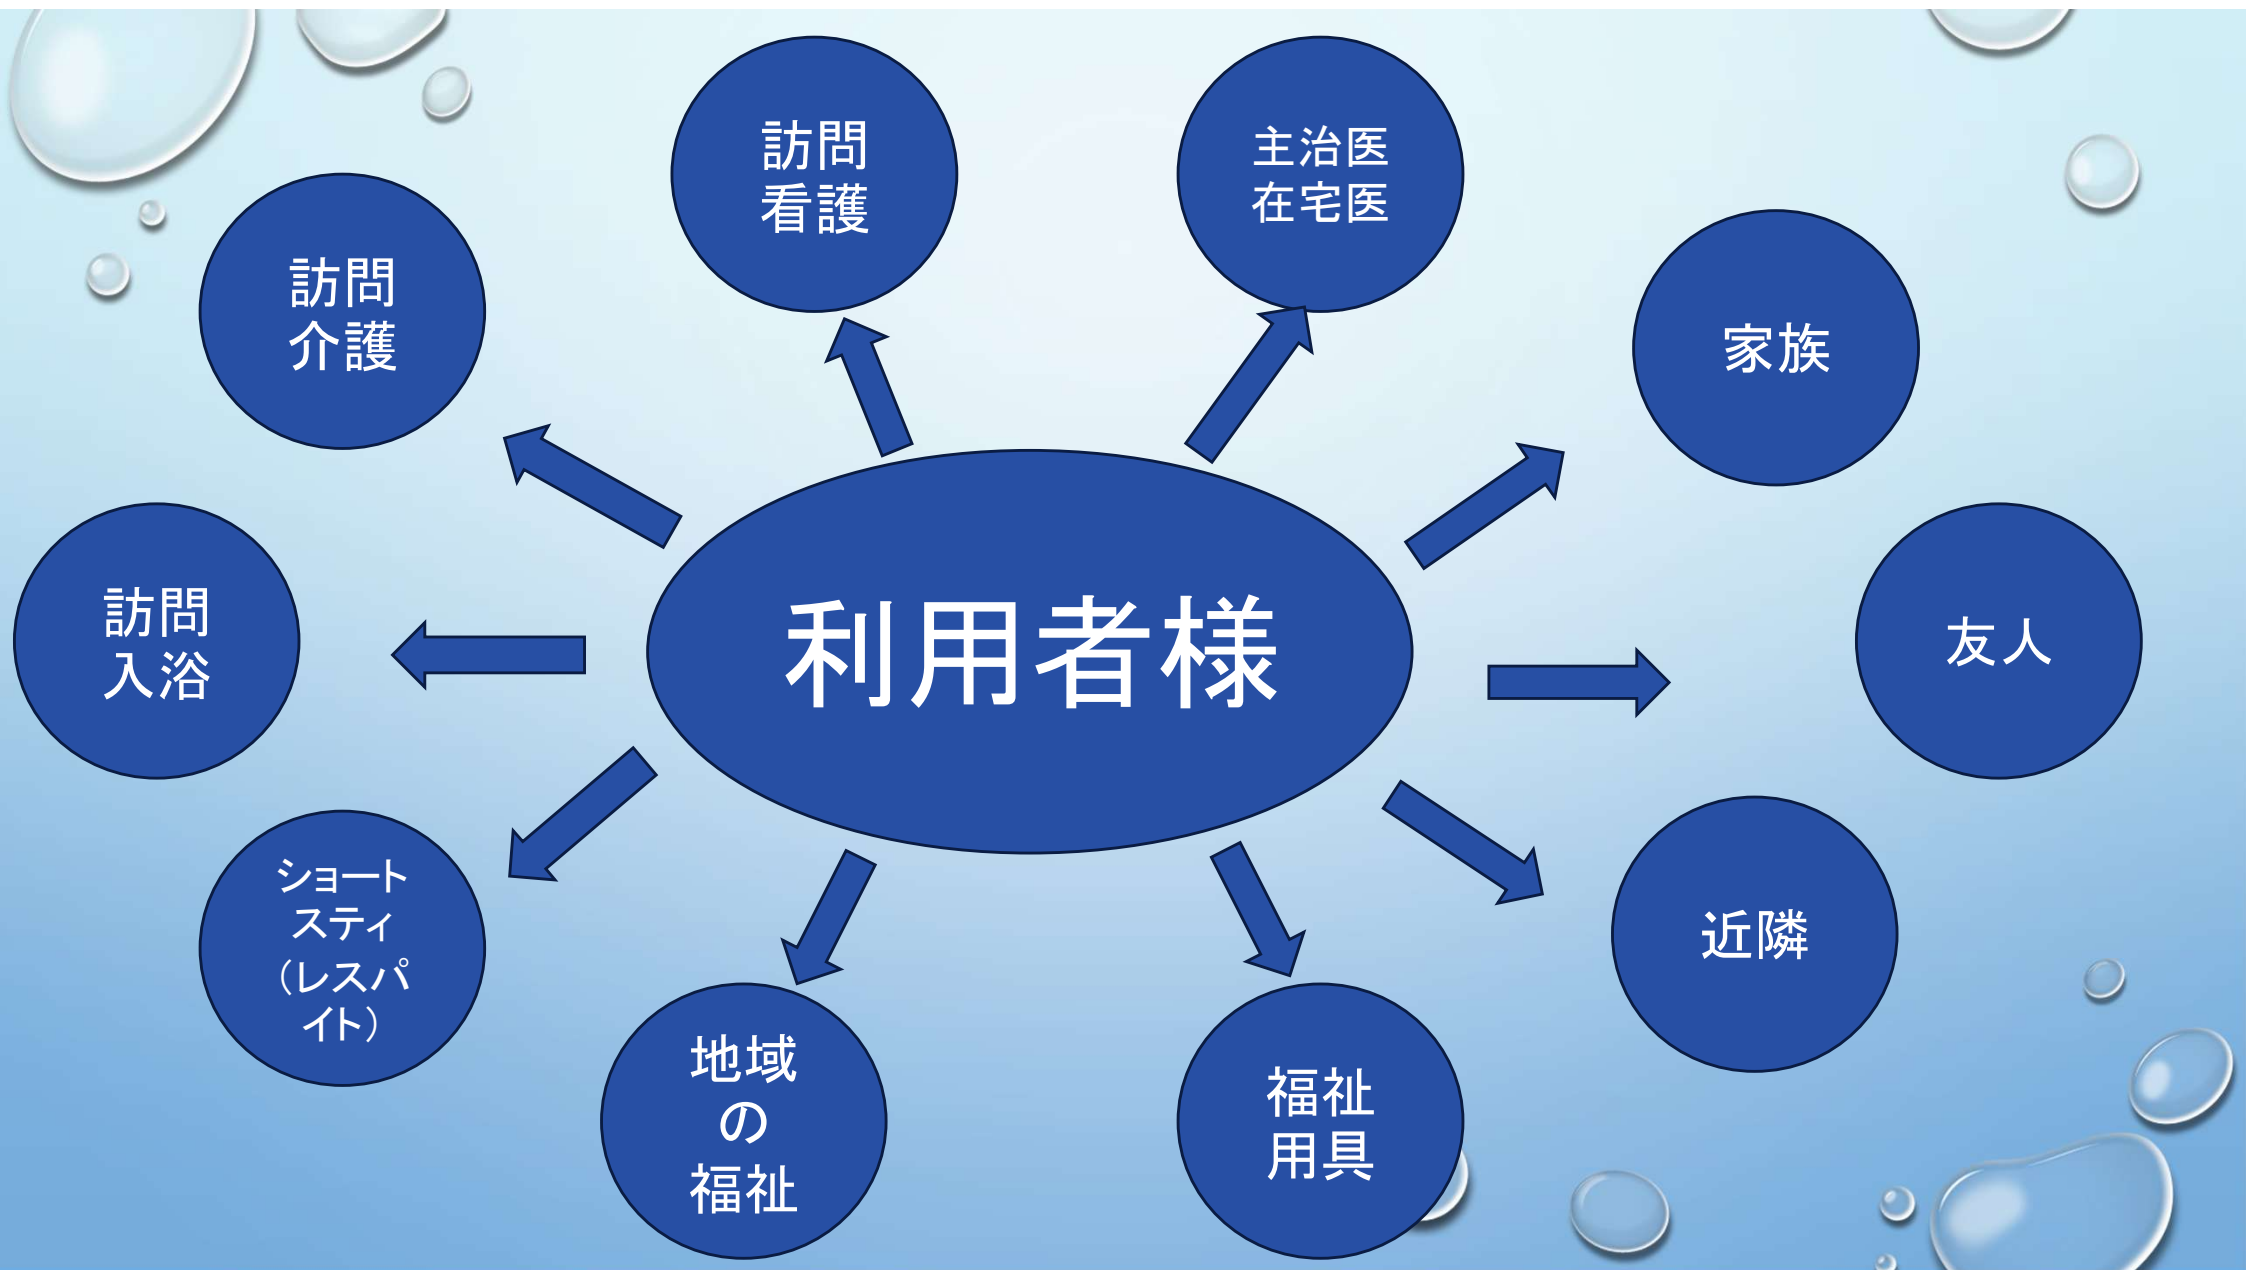 訪問
看護
主治医
在宅医
訪問
介護
家族
訪問
入浴
利用者様
友人
ショート
スティ
（レスパ
イト）
近隣
地域
の
福祉
福祉
用具